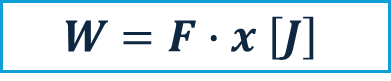 W = F · x [J]